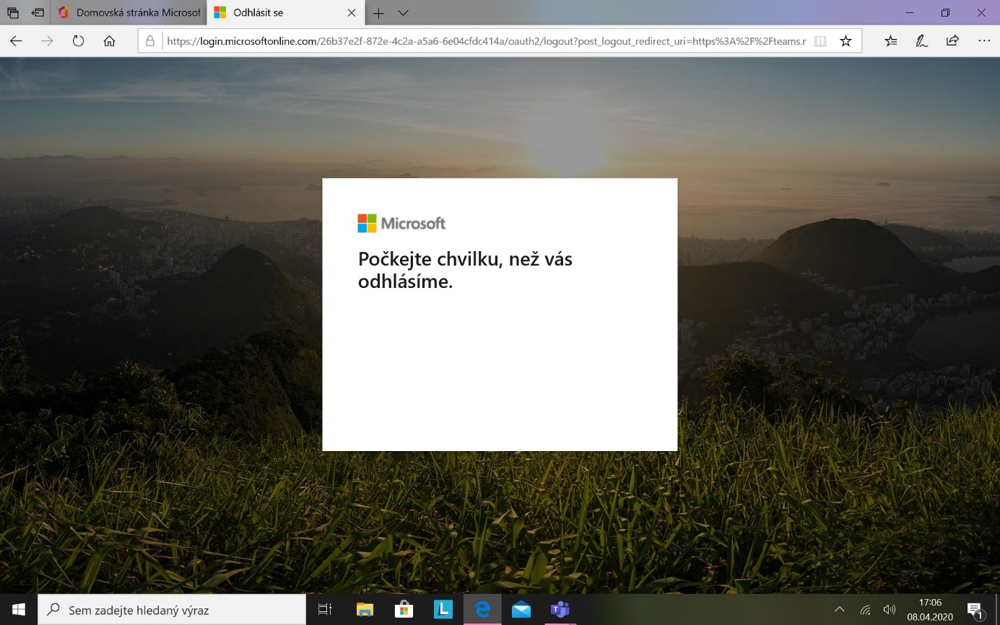 Domovská stránka Microsof
Odhlásit se
https://login.microsoftonline.com/26b37e2f-872e-4c2a-a5a6-6e04cfdc414a/oauth2/logout?post_logout_redirect_uri=https%3A%2F%2Fteams.r
Microsoft
Počkejte chvilku, než vás
odhlásíme.
Sem zadejte hledaný výraz
L
17:06
08.04.2020
1